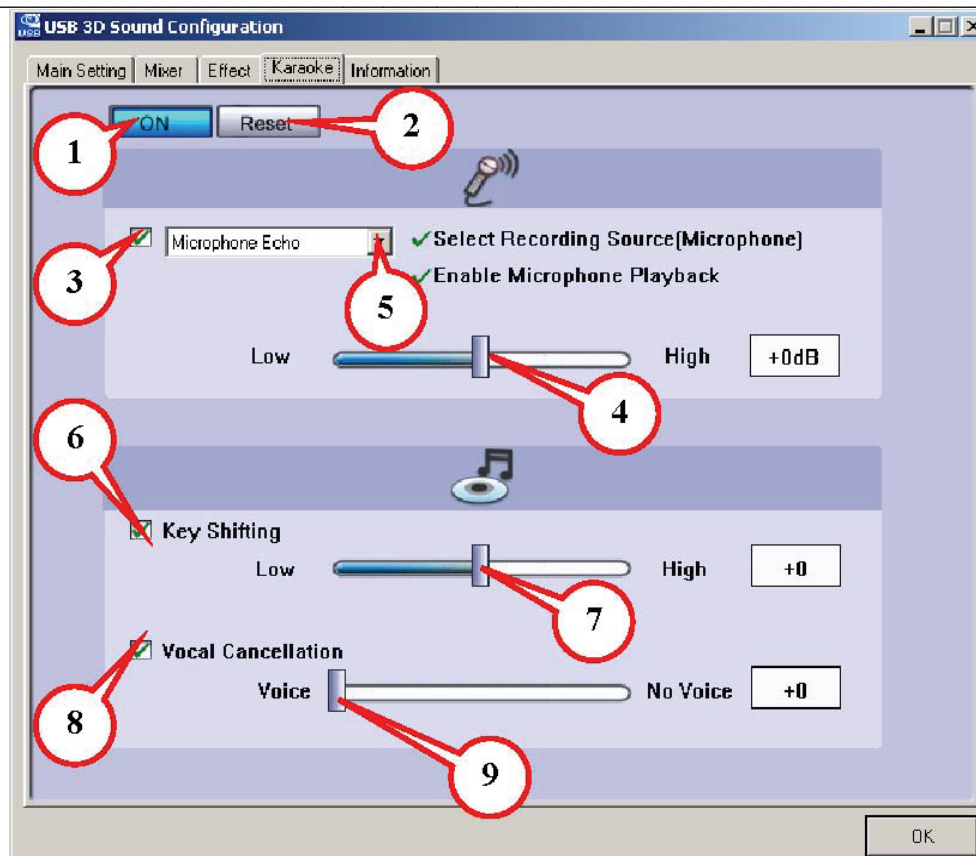 USB USB 3D Sound Configuration
Main Setting Mixer Effect Karaoke Information
ON Reset
1 2
3 Microphone Echo Select Recording Source(Microphone)
5 Enable Microphone Playback
Low High +0dB
4
6
Key Shifting
Low High +0
7
Vocal Cancellation
Voice No Voice +0
8
9
OK